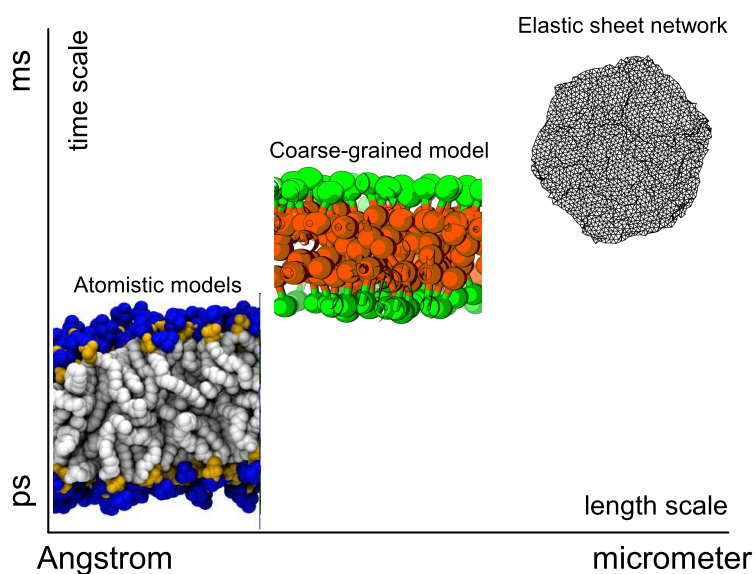 Elastic sheet network
ms
time scale
Coarse-grained model
Atomistic models
ps
length scale
Angstrom
micrometer